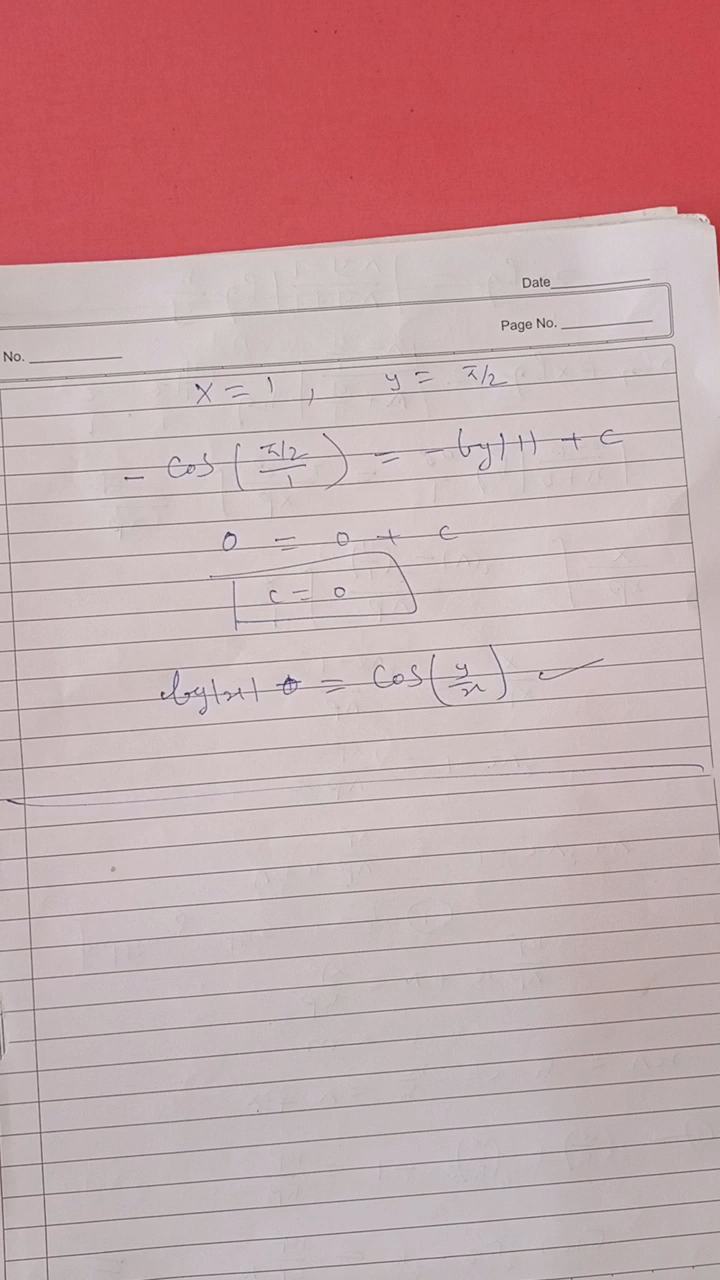 Date
Page No.
No.
x = 1 , y = π/2
- cos (π/2 / 1) = - log|1| + c
0 = 0 + c
c = 0
log|x| = cos(y/x) ✓